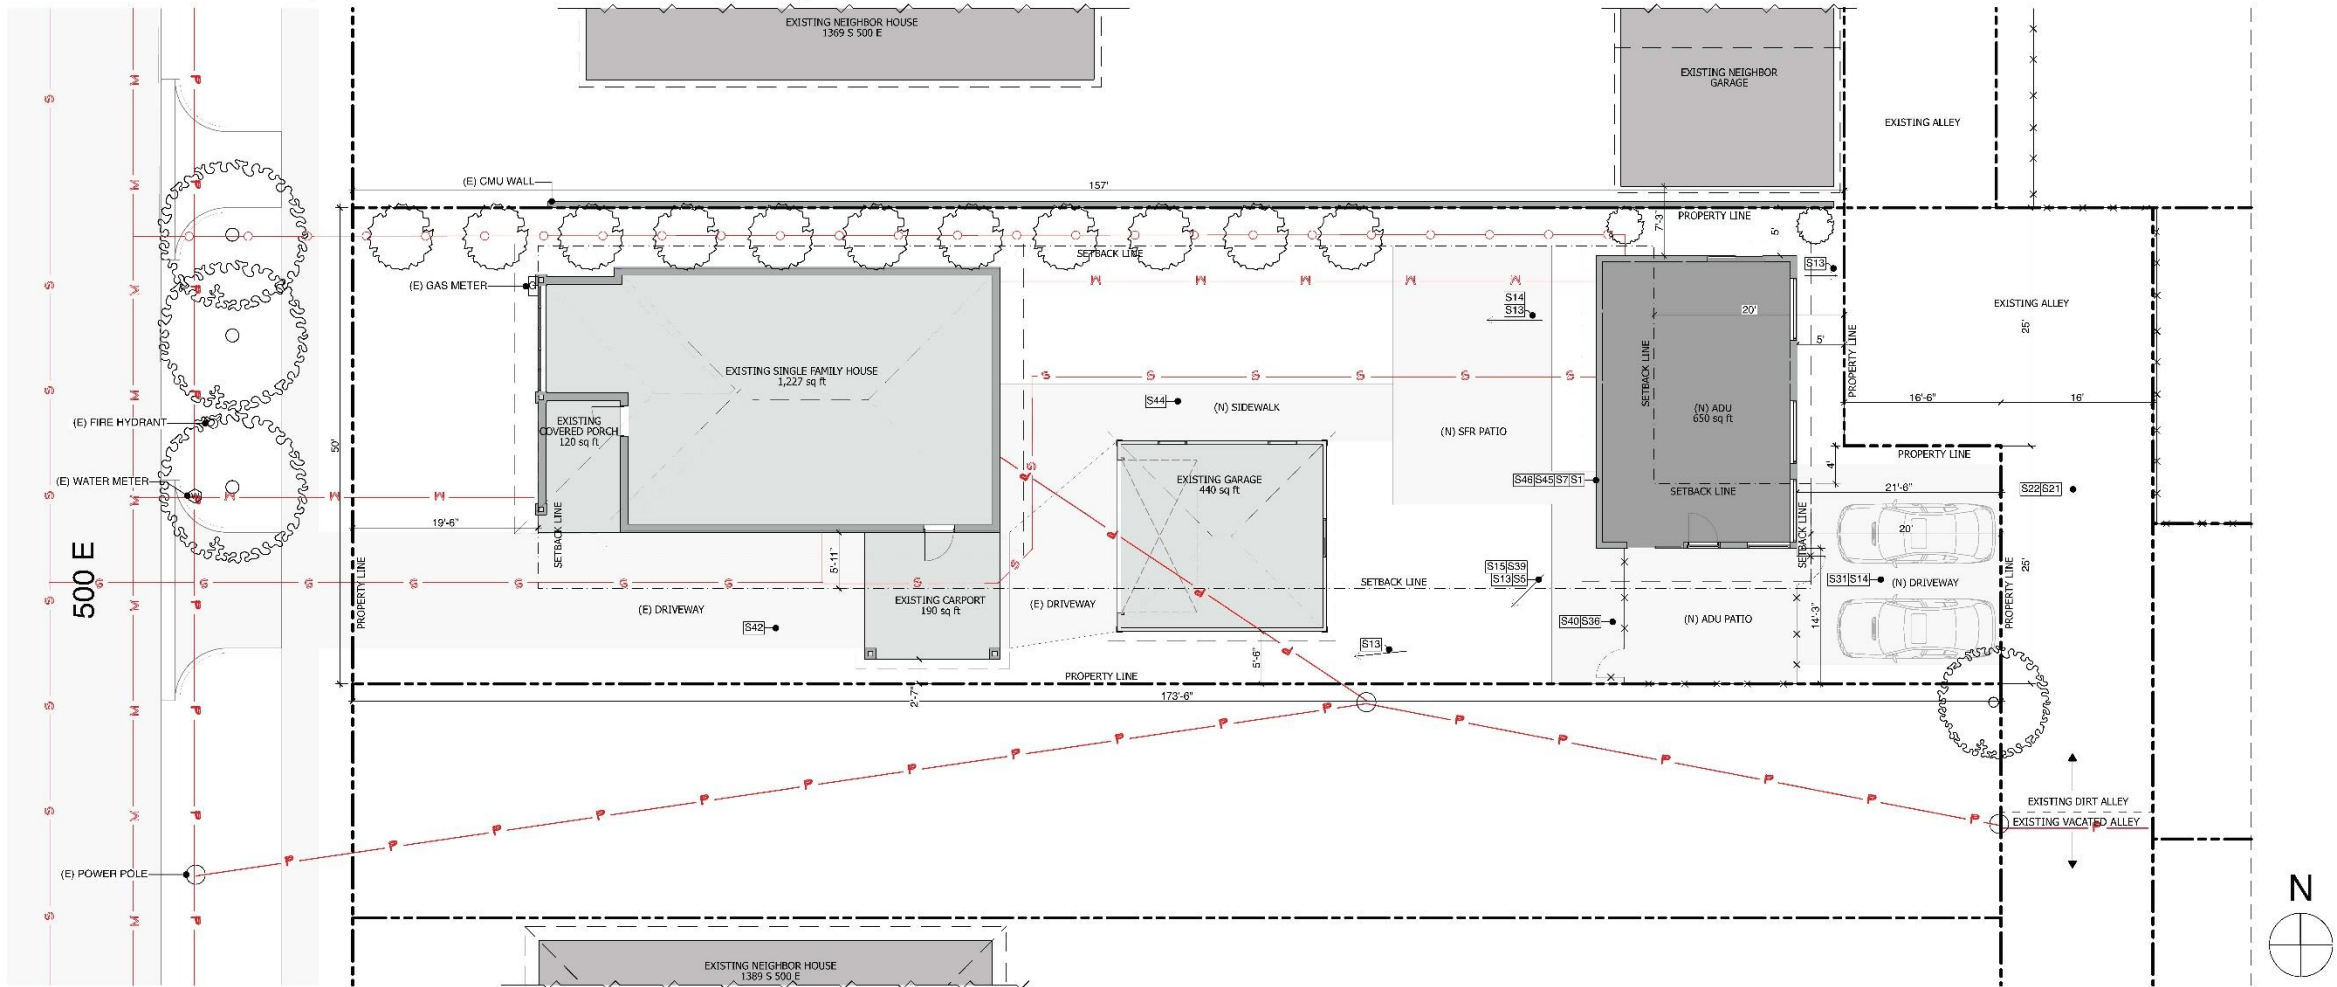 EXISTING NEIGHBOR HOUSE
1369 S 500 E
EXISTING NEIGHBOR
GARAGE
EXISTING ALLEY
(E) CMU WALL
157'
PROPERTY LINE
7'-3"
5'
SETBACK LINE
S13
(E) GAS METER
S14
S13
20'
EXISTING ALLEY
25'
5'
PROPERTY LINE
SETBACK LINE
EXISTING SINGLE FAMILY HOUSE
1,227 sq ft
16'-6"
16'
S44
(N) SIDEWALK
(N) ADU
650 sq ft
(E) FIRE HYDRANT
EXISTING
COVERED PORCH
120 sq ft
(N) SFR PATIO
50'
PROPERTY LINE
4'
(E) WATER METER
EXISTING GARAGE
440 sq ft
S46 S45 S7 S1
SETBACK LINE
21'-6"
S22 S21
19'-6"
SETBACK LINE
SETBACK LINE
20'
5'-11"
500 E
PROPERTY LINE
S15 S39
S13 S5
SETBACK LINE
S31 S14
(N) DRIVEWAY
PROPERTY LINE
25'
EXISTING CARPORT
190 sq ft
(E) DRIVEWAY
(E) DRIVEWAY
S42
S40 S36
(N) ADU PATIO
14'-3"
S13
5'-6"
PROPERTY LINE
2'-7"
173'-6"
EXISTING DIRT ALLEY
EXISTING VACATED ALLEY
(E) POWER POLE
N
EXISTING NEIGHBOR HOUSE
1389 S 500 E